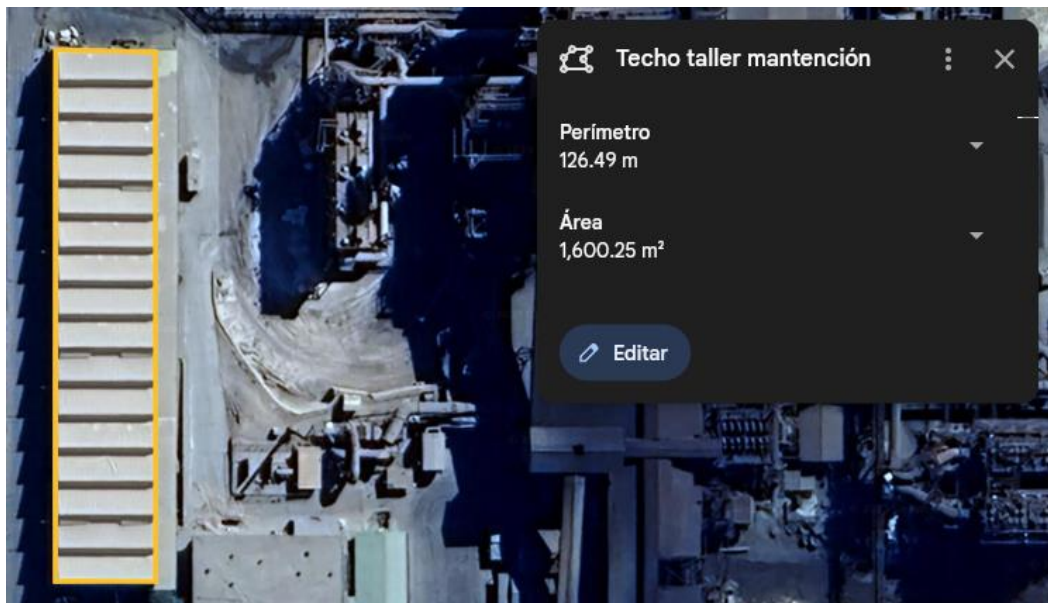 Techo taller mantención
Perímetro
126.49 m
Área
1,600.25 m²
Editar